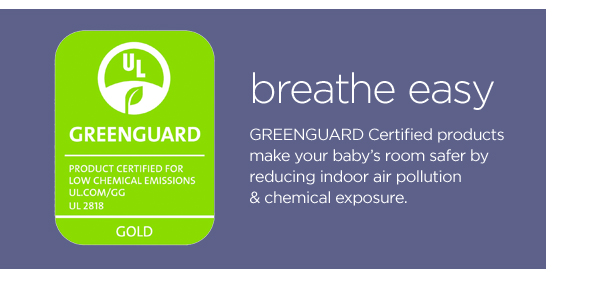 UL
GREENGUARD
PRODUCT CERTIFIED FOR
LOW CHEMICAL EMISSIONS
UL.COM/GG
UL 2818
GOLD
breathe easy
GREENGUARD Certified products
make your baby’s room safer by
reducing indoor air pollution
& chemical exposure.